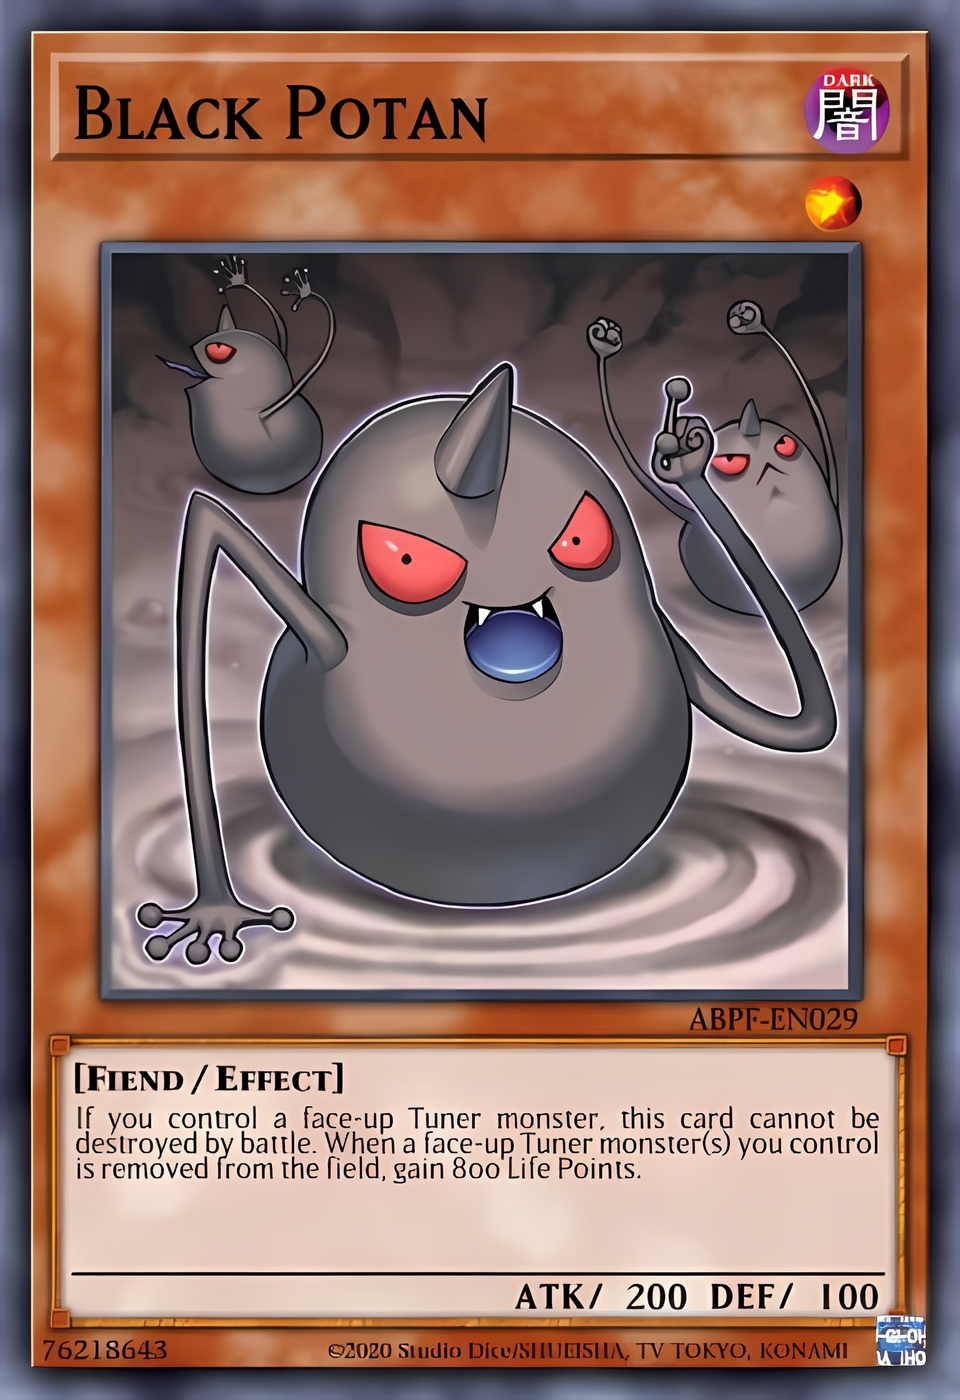 BLACK POTAN
DARK
闇
ABPF-EN029
[FIEND / EFFECT]
If you control a face-up Tuner monster, this card cannot be
destroyed by battle. When a face-up Tuner monster(s) you control
is removed from the field, gain 800 Life Points.
ATK/ 200 DEF/ 100
76218643
©2020 Studio Dice/SHUEISHA, TV TOKYO, KONAMI